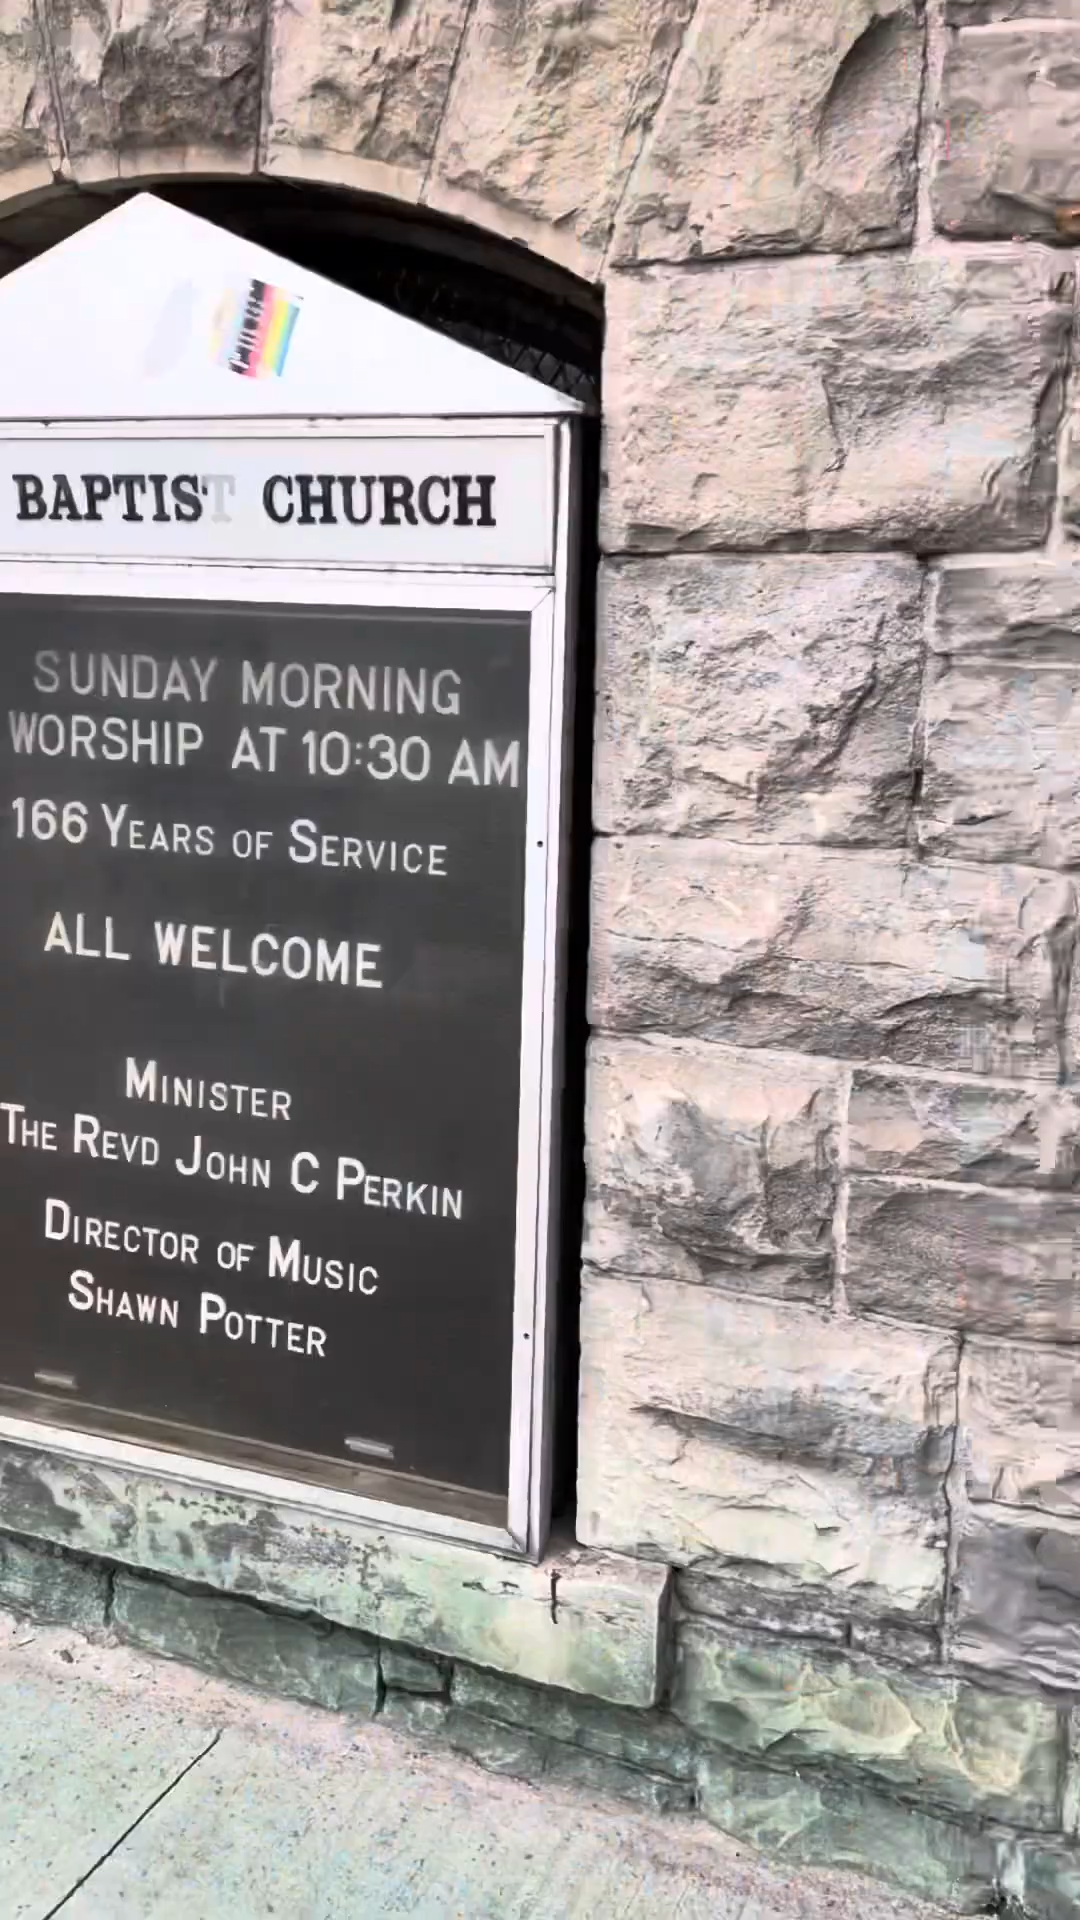 BAPTIST CHURCH
SUNDAY MORNING
WORSHIP AT 10:30 AM
166 YEARS OF SERVICE
ALL WELCOME
MINISTER
THE REVD JOHN C PERKIN
DIRECTOR OF MUSIC
SHAWN POTTER